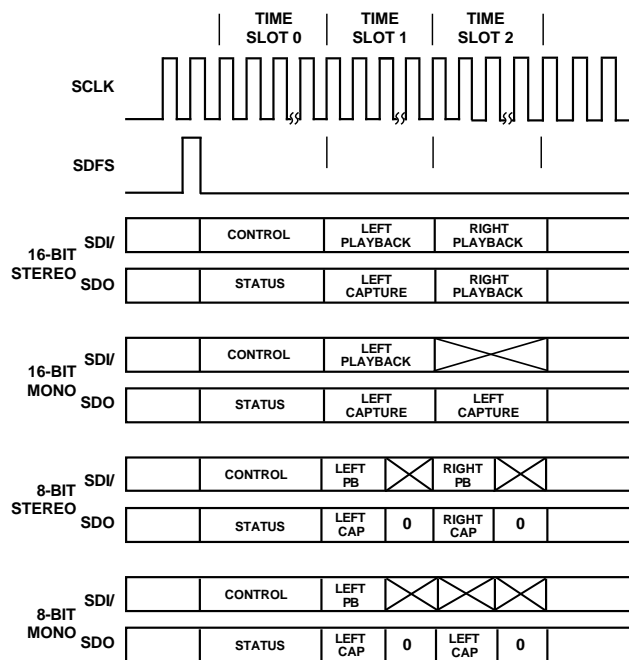 TIME SLOT 0
TIME SLOT 1
TIME SLOT 2
SCLK
SDFS
16-BIT STEREO
SDI/
CONTROL
LEFT PLAYBACK
RIGHT PLAYBACK
SDO
STATUS
LEFT CAPTURE
RIGHT PLAYBACK
16-BIT MONO
SDI/
CONTROL
LEFT PLAYBACK
SDO
STATUS
LEFT CAPTURE
LEFT CAPTURE
8-BIT STEREO
SDI/
CONTROL
LEFT PB
RIGHT PB
SDO
STATUS
LEFT CAP
0
RIGHT CAP
0
8-BIT MONO
SDI/
CONTROL
LEFT PB
SDO
STATUS
LEFT CAP
0
LEFT CAP
0